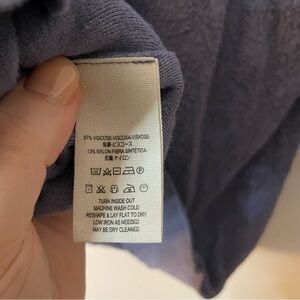 87% VISCOSE-VISCOSA-VISKOSE-
粘膠・ビスコース
13% NYLON-FIBRA SINTÉTICA-
尼龍・ナイロン
TURN INSIDE OUT
MACHINE WASH COLD
RESHAPE & LAY FLAT TO DRY
LOW IRON AS NEEDED
MAY BE DRY CLEANED